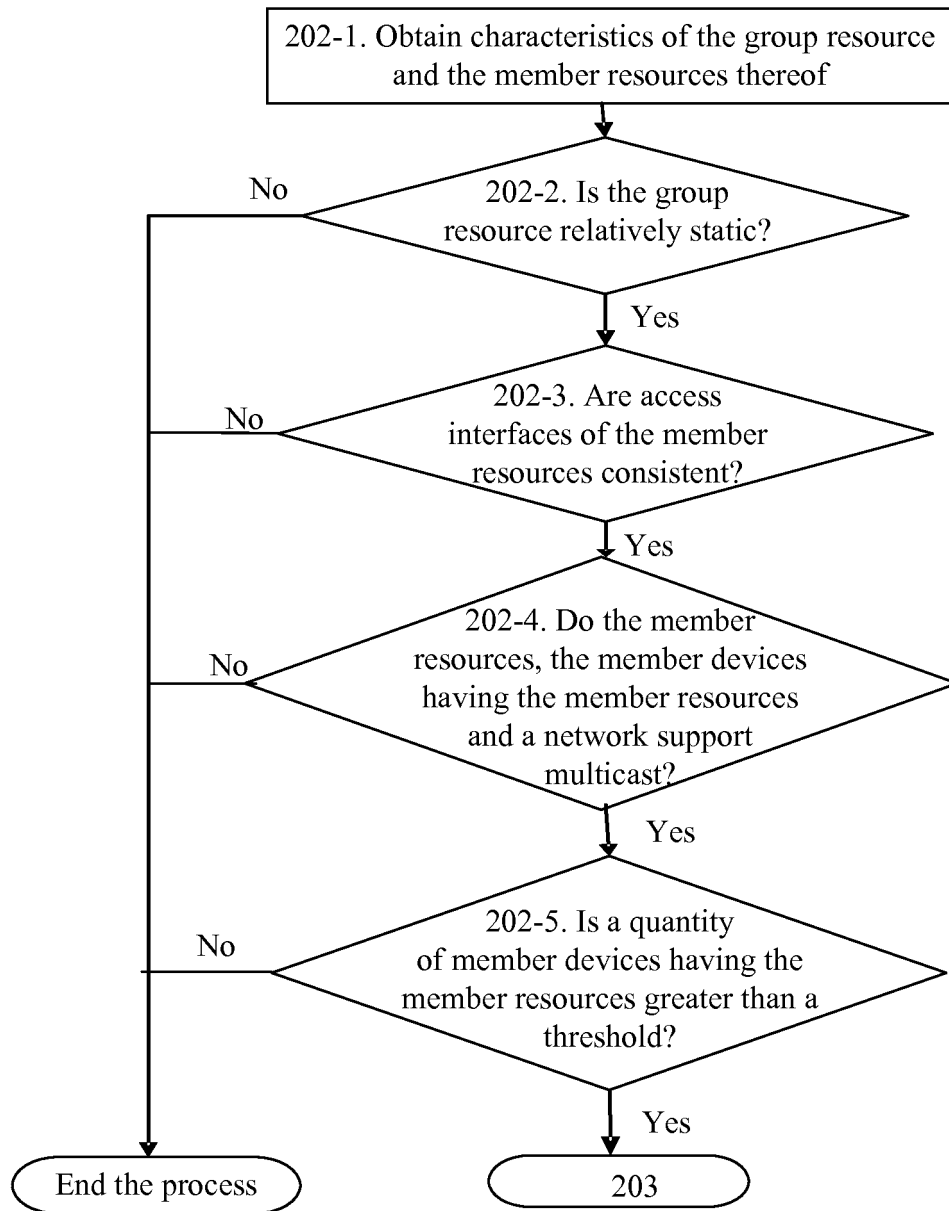 202-1. Obtain characteristics of the group resource
and the member resources thereof
No
202-2. Is the group
resource relatively static?
Yes
No
202-3. Are access
interfaces of the member
resources consistent?
Yes
No
202-4. Do the member
resources, the member devices
having the member resources
and a network support
multicast?
Yes
No
202-5. Is a quantity
of member devices having the
member resources greater than a
threshold?
Yes
End the process
203